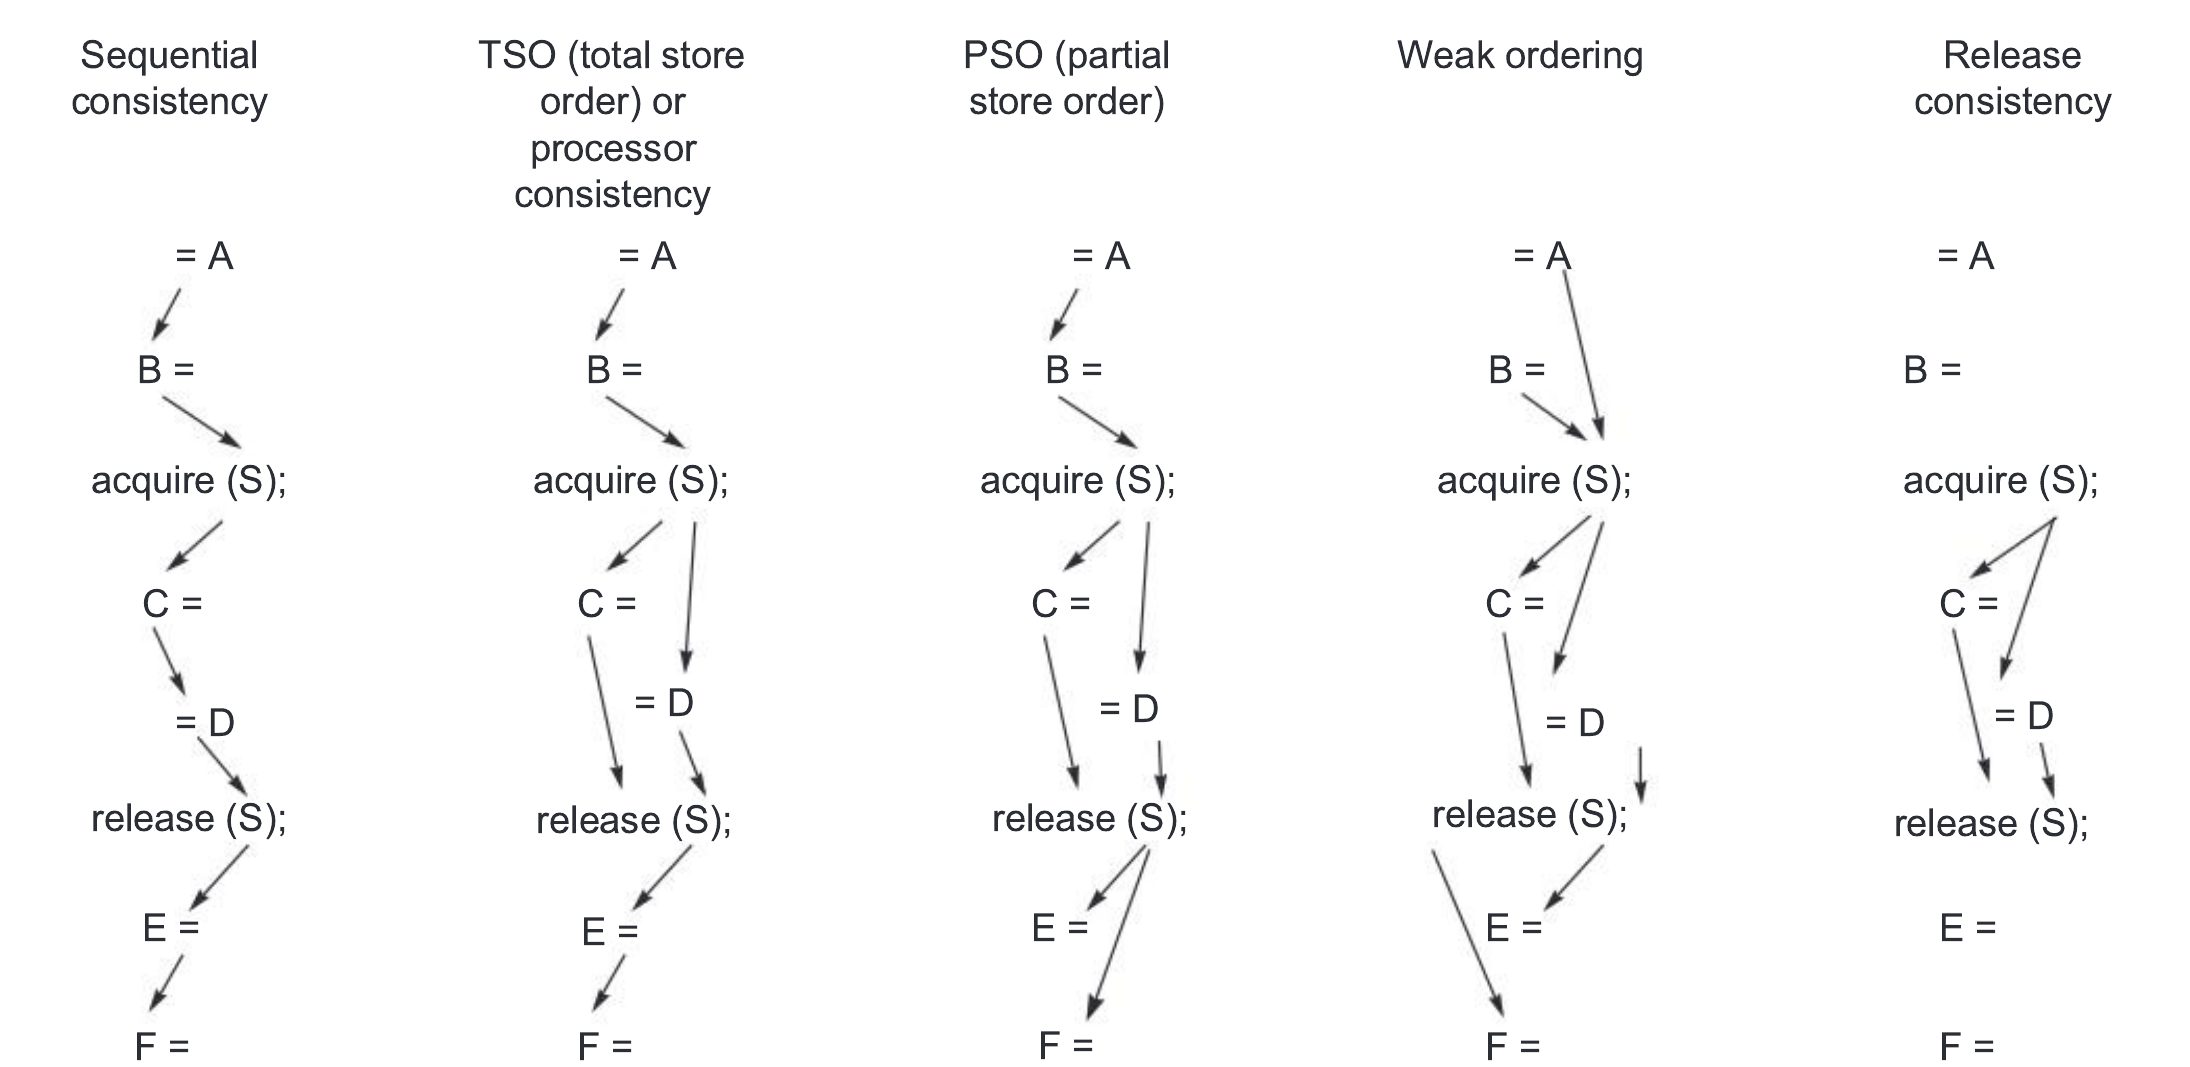 Sequential
consistency
= A
B =
acquire (S);
C =
= D
release (S);
E =
F =
TSO (total store
order) or
processor
consistency
= A
B =
acquire (S);
C =
= D
release (S);
E =
F =
PSO (partial
store order)
= A
B =
acquire (S);
C =
= D
release (S);
E =
F =
Weak ordering
= A
B =
acquire (S);
C =
= D
release (S);
E =
F =
Release
consistency
= A
B =
acquire (S);
C =
= D
release (S);
E =
F =